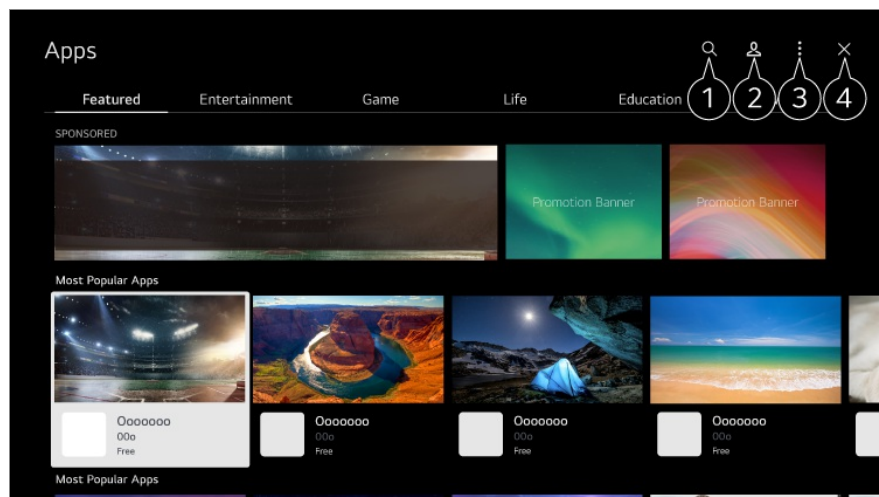 Apps
1 2 3 4
Featured Entertainment Game Life Education
SPONSORED
Promotion Banner Promotion Banner
Most Popular Apps
Ooooooo Ooooooo Ooooooo Ooooooo
00o 00o 00o 00o
Free Free Free Free
Most Popular Apps